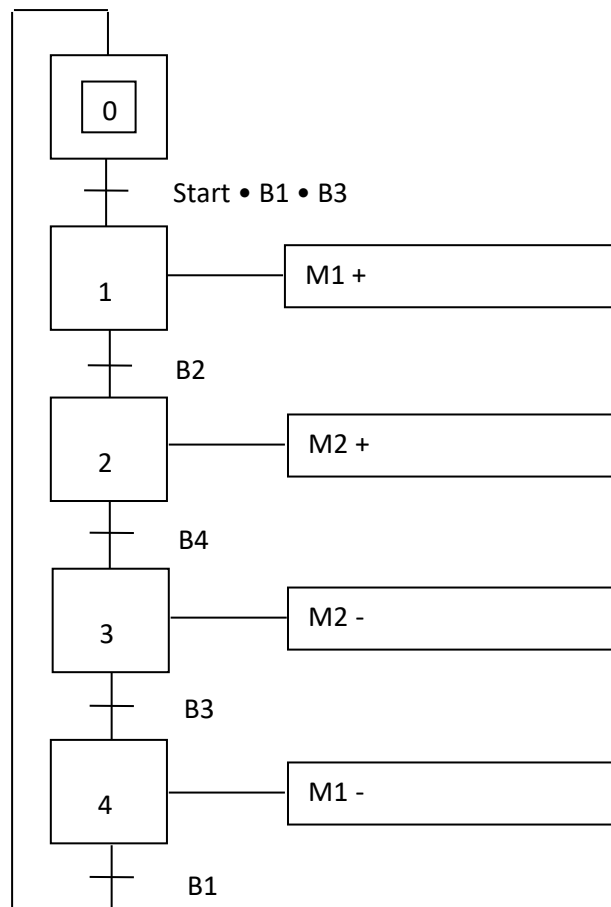 0
Start • B1 • B3
1
M1 +
B2
2
M2 +
B4
3
M2 -
B3
4
M1 -
B1